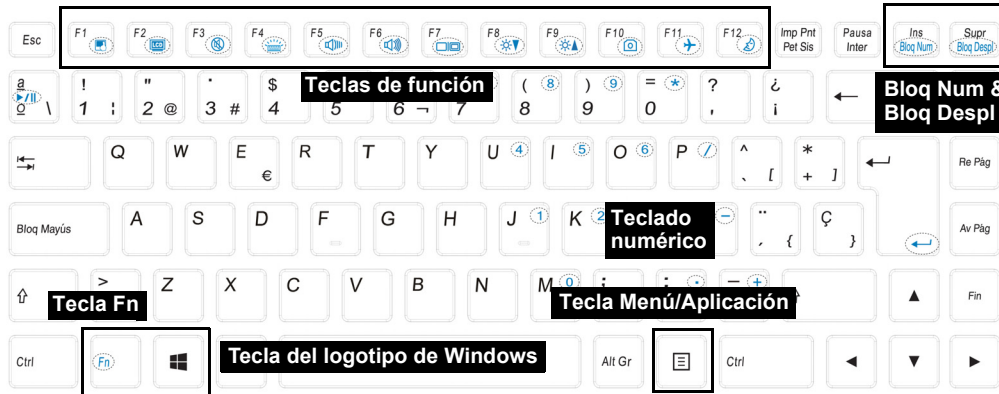 Esc F1 F2 F3 F4 F5 F6 F7 F8 F9 F10 F11 F12 Imp Pnt Pausa Ins Supr
Pet Sis Inter Bloq Num Bloq Despl
Teclas de función
a ! " · $ ( 8 ) 9 = * ? ¿
o \ 1 ¦ 2 @ 3 # 4 5 6 ¬ 7 8 9 0 ' ¡
Bloq Num &
Bloq Despl
Q W E R T Y U 4 I 5 O 6 P / ^ *
€ ` [ + ] Re Pàg
Bloq Mayús A S D F G H J 1 K 2 – ¨ Ç Av Pàg
´ { }
Teclado
numérico
> Z X C V B N M 0 ; : . – + Fin
Tecla Fn
Tecla Menú/Aplicación
Ctrl Fn Alt Gr Ctrl
Tecla del logotipo de Windows